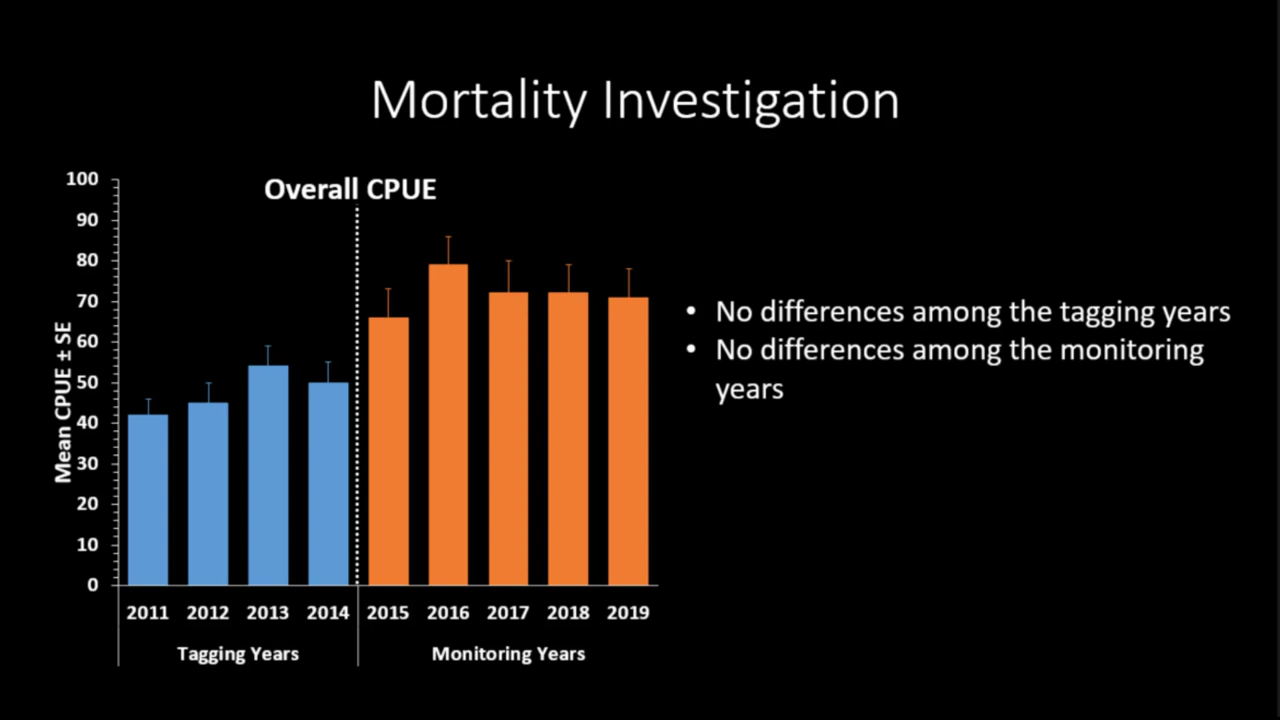 Mortality Investigation
Overall CPUE
Mean CPUE ± SE
100
90
80
70
60
50
40
30
20
10
0
2011 2012 2013 2014 2015 2016 2017 2018 2019
Tagging Years Monitoring Years
• No differences among the tagging years
• No differences among the monitoring
years